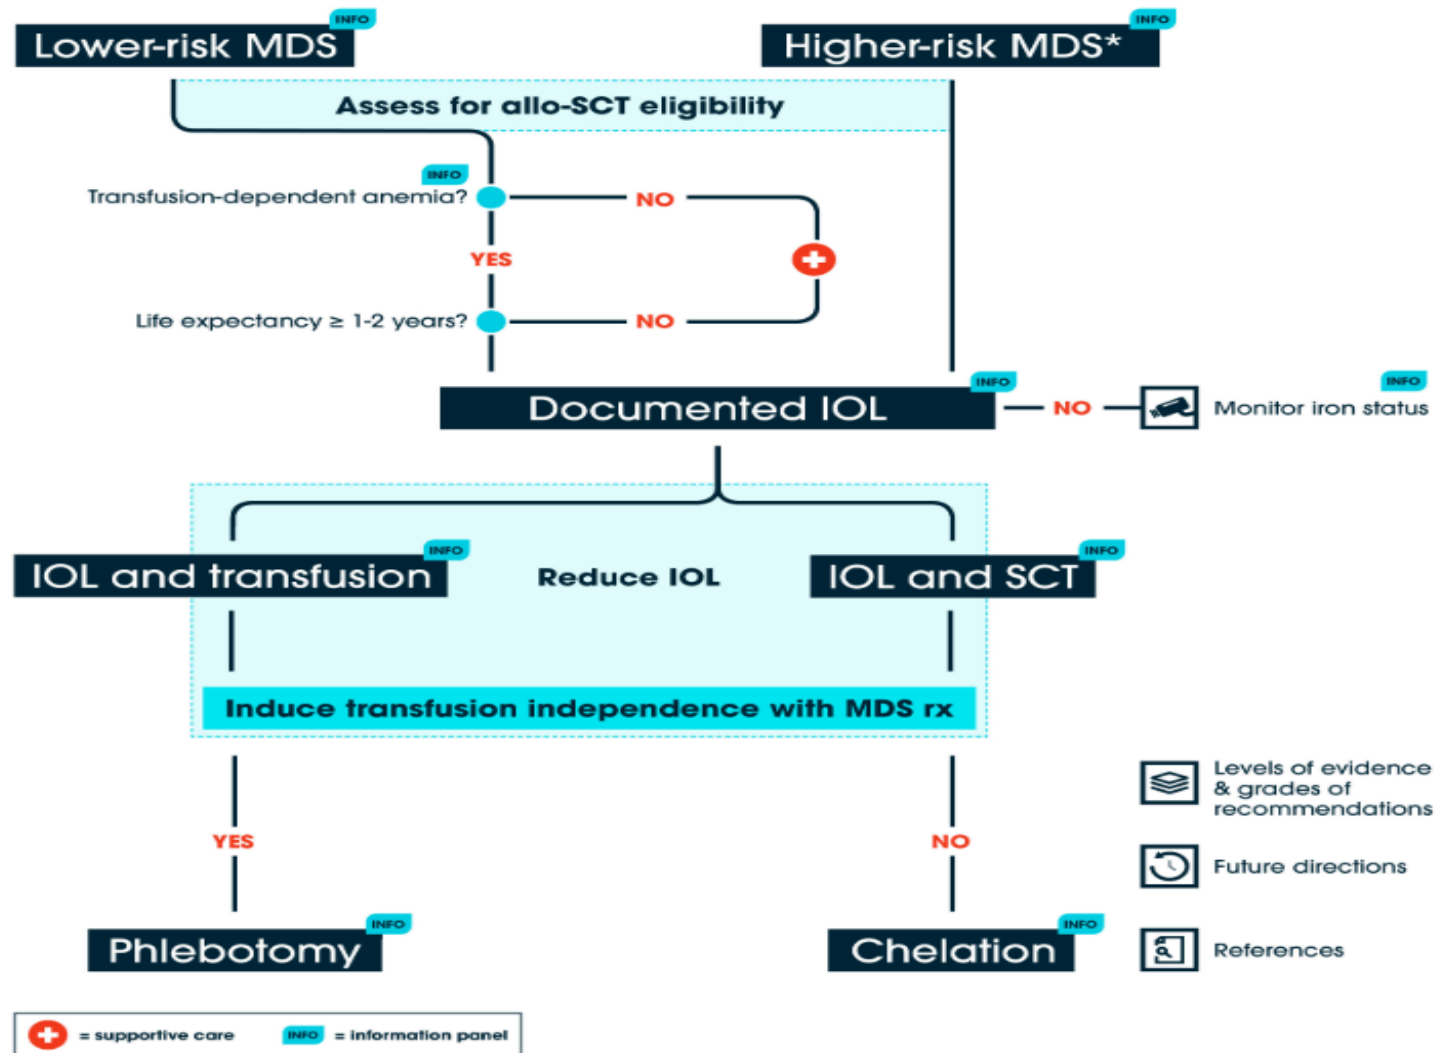 INFO
INFO
Lower-risk MDS
Higher-risk MDS*
Assess for allo-SCT eligibility
INFO
Transfusion-dependent anemia?
NO
YES
Life expectancy ≥ 1-2 years?
NO
INFO
INFO
Documented IOL
NO
Monitor iron status
INFO
INFO
IOL and transfusion
Reduce IOL
IOL and SCT
Induce transfusion independence with MDS rx
Levels of evidence
& grades of
recommendations
YES
NO
Future directions
INFO
INFO
Phlebotomy
Chelation
References
= supportive care
INFO = information panel